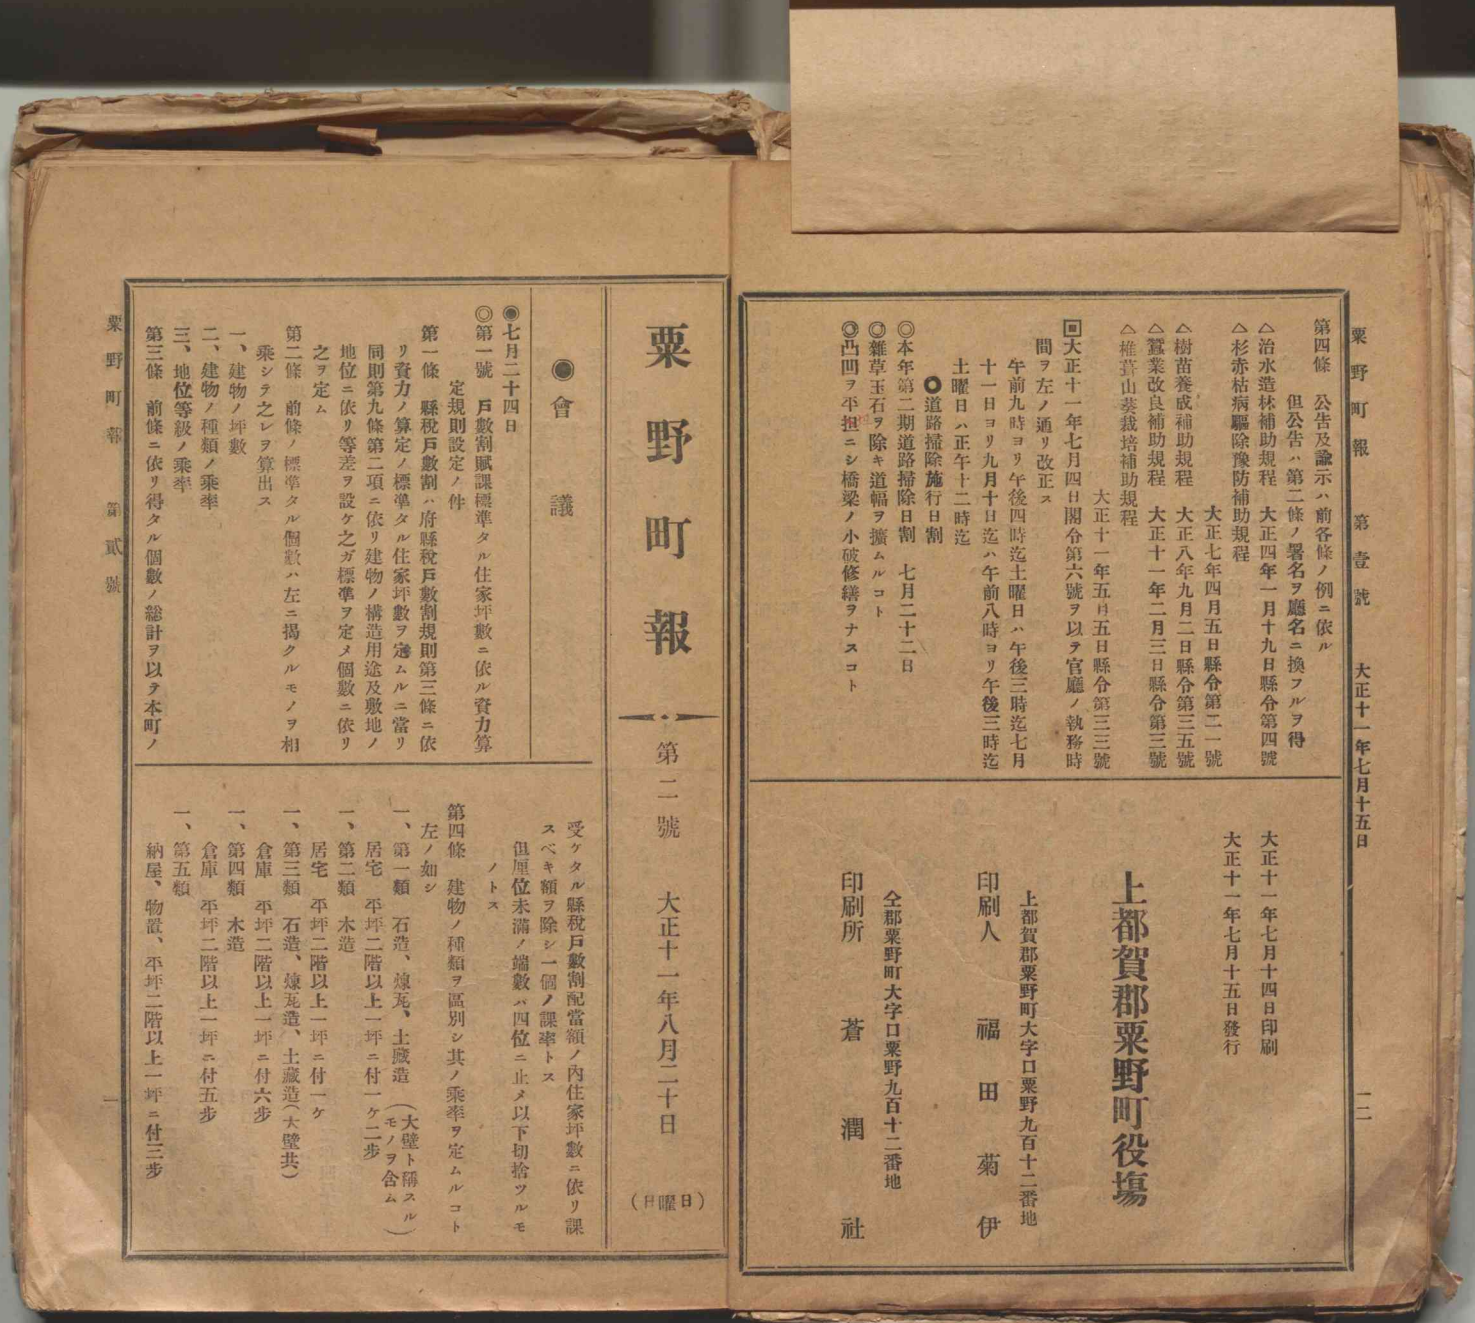 粟野町報　第壹號　大正十一年七月十五日　一二
第四條　公告及諭示ハ前各條ノ例ニ依ル
但公告ハ第二條ノ署名ヲ廳名ニ換フルヲ得
△治水造林補助規程　大正四年一月十九日縣令第四號
△杉赤枯病驅除豫防補助規程
大正七年四月五日縣令第二一號
△樹苗養成補助規程　大正八年九月二日縣令第三五號
△蠶業改良補助規程　大正十一年二月三日縣令第三號
△椎茸山葵栽培補助規程
大正十一年五月五日縣令第三三號
▣大正十一年七月四日閣令第六號ヲ以テ官廳ノ執務時
間ヲ左ノ通リ改正ス
午前九時ヨリ午後四時迄土曜日ハ午後三時迄七月
十一日ヨリ九月十日迄ハ午前八時ヨリ午後三時迄
土曜日ハ正午十二時迄
○道路掃除施行日割
◎本年第二期道路掃除日割　七月二十二日
◎雜草玉石ヲ除キ道幅ヲ擴ムルコト
◎凸凹ヲ平担ニシ橋梁ノ小破修繕ヲナスコト
大正十一年七月十四日印刷
大正十一年七月十五日發行
上都賀郡粟野町役塲
上都賀郡粟野町大字口粟野九百十二番地
印刷人　福田菊伊
仝郡粟野町大字口粟野九百十二番地
印刷所　蒼潤社
粟野町報　第二號　大正十一年八月二十日　（日曜日）
◉會議
◉七月二十四日
◎第一號　戸數割賦課標準タル住家坪數ニ依ル資力算
定規則設定ノ件
第一條　縣税戸數割ハ府縣税戸數割規則第三條ニ依
リ資力ノ算定ノ標準タル住家坪數ヲ定ムルニ當リ
同則第九條第二項ニ依リ建物ノ構造用途及敷地ノ
地位ニ依リ等差ヲ設ケ之ガ標準ヲ定メ個數ニ依リ
之ヲ定ム
第二條　前條ノ標準タル個數ハ左ニ揭クルモノヲ相
乘シテ之レヲ算出ス
一、建物ノ坪數
二、建物ノ種類ノ乘率
三、地位等級ノ乘率
第三條　前條ニ依リ得タル個數ノ總計ヲ以テ本町ノ
受ケタル縣税戸數割配當額ノ內住家坪數ニ依リ課
スベキ額ヲ除シ一個ノ課率トス
但厘位未滿ノ端數ハ四位ニ止メ以下切捨ツルモ
ノトス
第四條　建物ノ種類ヲ區別シ其ノ乘率ヲ定ムルコト
左ノ如シ
一、第一類　石造、煉瓦、土藏造（大壁ト稱スル
モノヲ含ム）
居宅　平坪二階以上一坪ニ付一ケ二步
一、第二類　木造
居宅　平坪二階以上一坪ニ付一ケ
一、第三類　石造、煉瓦造、土藏造（大壁共）
倉庫　平坪二階以上一坪ニ付六步
一、第四類　木造
倉庫　平坪二階以上一坪ニ付五步
一、第五類
納屋、物置、平坪二階以上一坪ニ付三步
粟野町報　第貳號　一